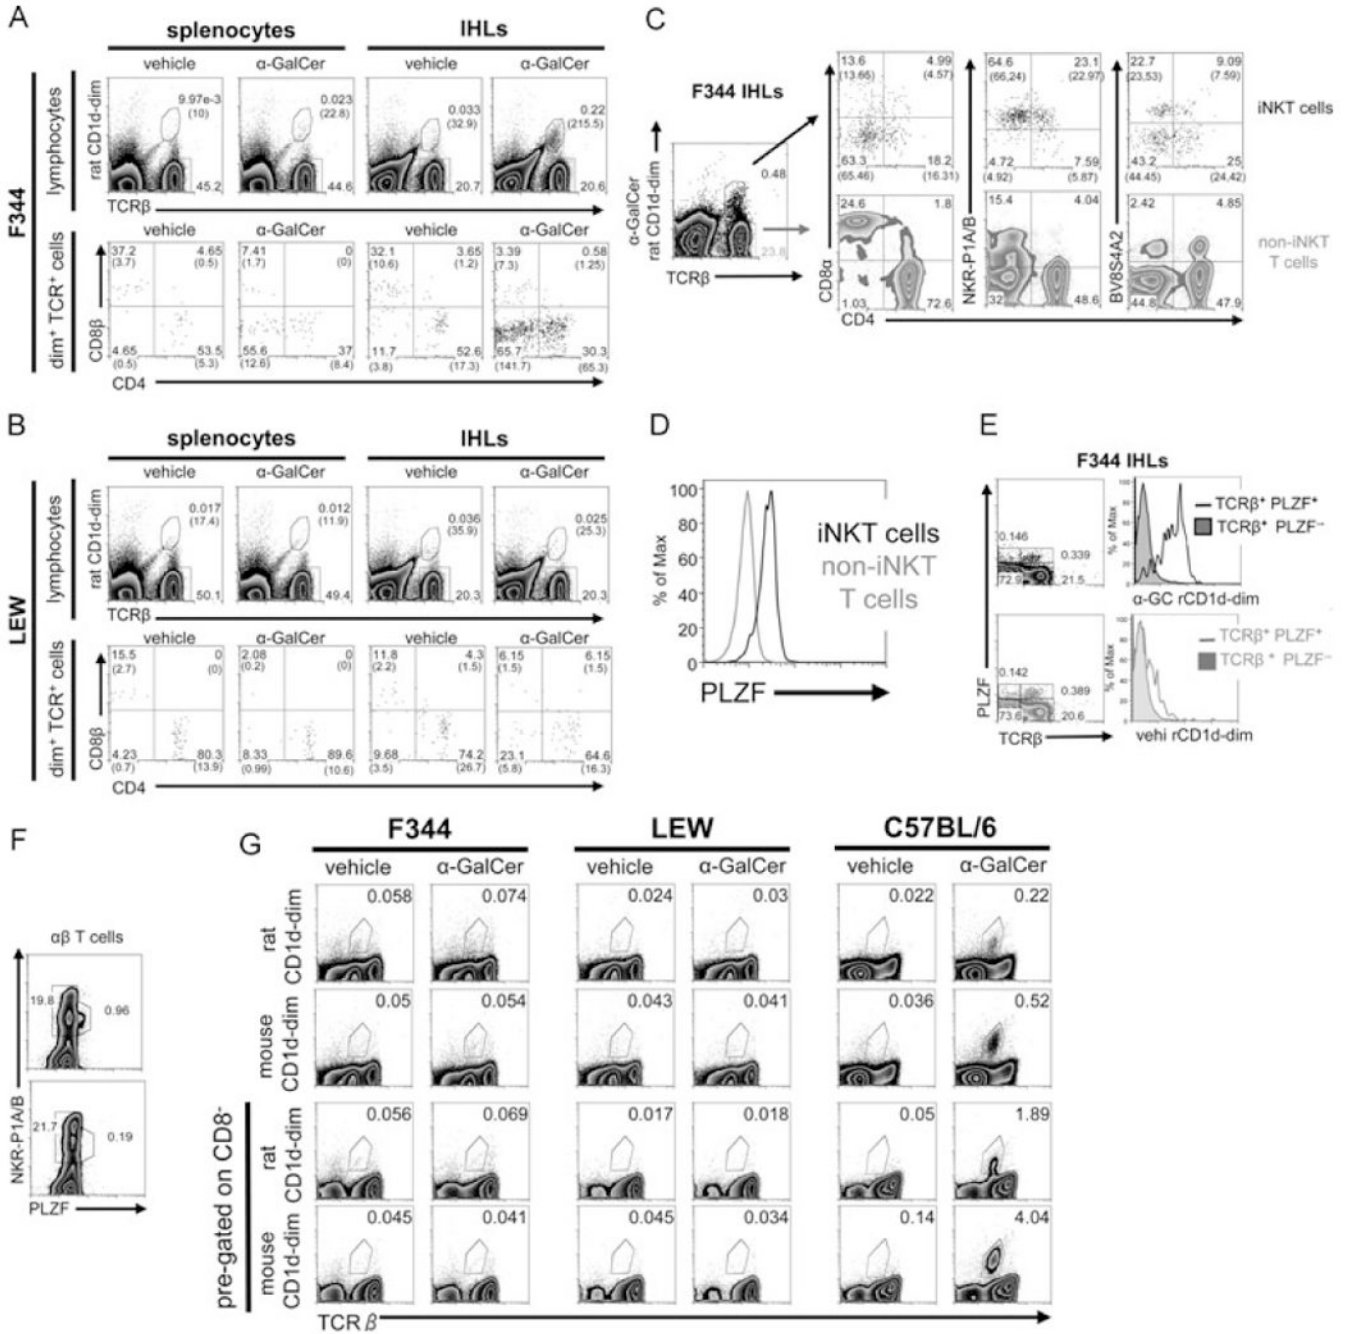 A
splenocytes
IHLs
vehicle
α-GalCer
vehicle
α-GalCer
F344
lymphocytes
rat CD1d-dim
9.97e-3
(10)
45.2
0.023
(22.8)
44.6
0.033
(32.9)
20.7
0.22
(215.5)
20.6
TCRβ
vehicle
α-GalCer
vehicle
α-GalCer
dim⁺ TCR⁺ cells
CD8β
37.2
(3.7)
4.65
(0.5)
4.65
(0.5)
53.5
(5.3)
7.41
(1.7)
0
(0)
55.6
(12.6)
37
(8.4)
32.1
(10.6)
3.65
(1.2)
11.7
(3.8)
52.6
(17.3)
3.39
(7.3)
0.58
(1.25)
65.7
(141.7)
30.3
(65.3)
CD4
B
splenocytes
IHLs
vehicle
α-GalCer
vehicle
α-GalCer
LEW
lymphocytes
rat CD1d-dim
0.017
(17.4)
50.1
0.012
(11.9)
49.4
0.036
(35.9)
20.3
0.025
(25.3)
20.3
TCRβ
vehicle
α-GalCer
vehicle
α-GalCer
dim⁺ TCR⁺ cells
CD8β
15.5
(2.7)
0
(0)
4.23
(0.7)
80.3
(13.9)
2.08
(0.2)
0
(0)
8.33
(0.99)
89.6
(10.6)
11.8
(2.2)
4.3
(1.5)
9.68
(3.5)
74.2
(26.7)
6.15
(1.5)
6.15
(1.5)
23.1
(5.8)
64.6
(16.3)
CD4
C
F344 IHLs
α-GalCer
rat CD1d-dim
0.48
23.8
TCRβ
CD8α
13.6
(13.66)
4.99
(4.57)
63.3
(65.46)
18.2
(16.31)
NKR-P1A/B
64.6
(66,24)
23.1
(22.97)
4.72
(4.92)
7.59
(5.87)
BV8S4A2
22.7
(23,53)
9.09
(7.59)
43.2
(44.45)
25
(24,42)
iNKT cells
24.6
1.8
1.03
72.6
15.4
4.04
32
48.6
2.42
4.85
44.8
47.9
non-iNKT
T cells
CD4
D
100
80
60
40
20
0
% of Max
iNKT cells
non-iNKT
T cells
PLZF
E
F344 IHLs
0.146
0.339
72.9
21.5
% of Max
100
80
60
40
20
0
TCRβ⁺ PLZF⁺
TCRβ⁺ PLZF⁻
α-GC rCD1d-dim
PLZF
0.142
0.389
73.6
20.6
TCRβ
% of Max
100
80
60
40
20
0
TCRβ⁺ PLZF⁺
TCRβ⁺ PLZF⁻
vehi rCD1d-dim
F
αβ T cells
NKR-P1A/B
19.8
0.96
21.7
0.19
PLZF
G
F344
LEW
C57BL/6
vehicle
α-GalCer
vehicle
α-GalCer
vehicle
α-GalCer
rat
CD1d-dim
0.058
0.074
0.024
0.03
0.022
0.22
mouse
CD1d-dim
0.05
0.054
0.043
0.041
0.036
0.52
pre-gated on CD8⁻
rat
CD1d-dim
0.056
0.069
0.017
0.018
0.05
1.89
mouse
CD1d-dim
0.045
0.041
0.045
0.034
0.14
4.04
TCR β